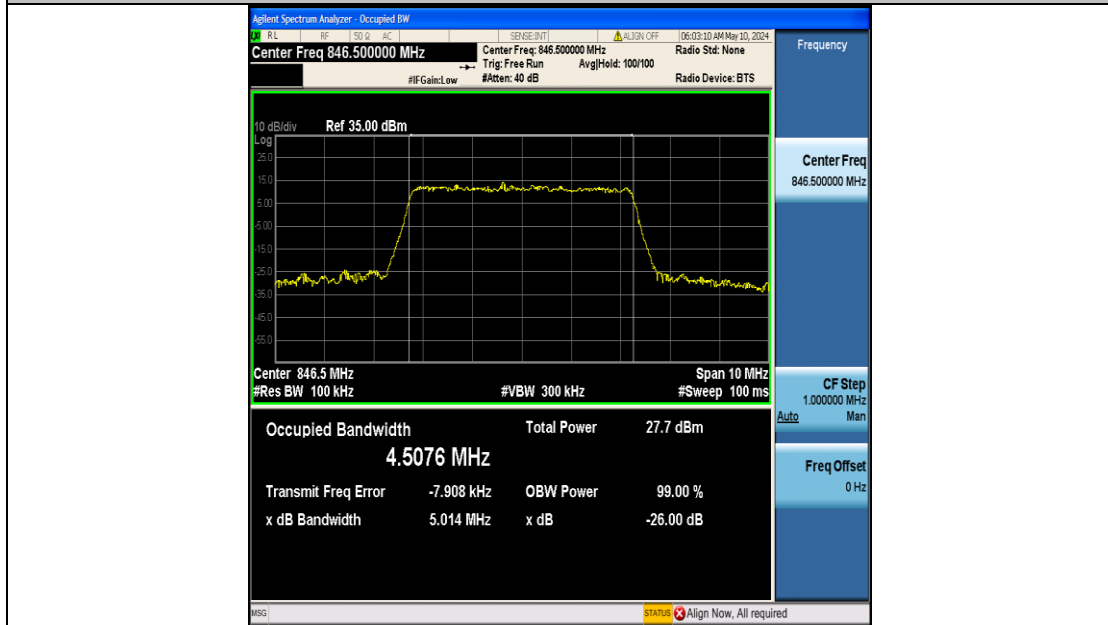 Agilent Spectrum Analyzer - Occupied BW
RL RF 50 Ω AC SENSE:INT ALIGN OFF 06:03:10 AM May 10, 2024
Center Freq 846.500000 MHz
Center Freq: 846.500000 MHz Radio Std: None
Trig: Free Run Avg|Hold: 100/100
#IFGain:Low #Atten: 40 dB Radio Device: BTS
10 dB/div Ref 35.00 dBm
Log
25.0
15.0
5.00
-5.00
-15.0
-25.0
-35.0
-45.0
-55.0
Center 846.5 MHz Span 10 MHz
#Res BW 100 kHz #VBW 300 kHz #Sweep 100 ms
Occupied Bandwidth Total Power 27.7 dBm
4.5076 MHz
Transmit Freq Error -7.908 kHz OBW Power 99.00 %
x dB Bandwidth 5.014 MHz x dB -26.00 dB
Frequency
Center Freq
846.500000 MHz
CF Step
1.000000 MHz
Auto Man
Freq Offset
0 Hz
MSG STATUS Align Now, All required